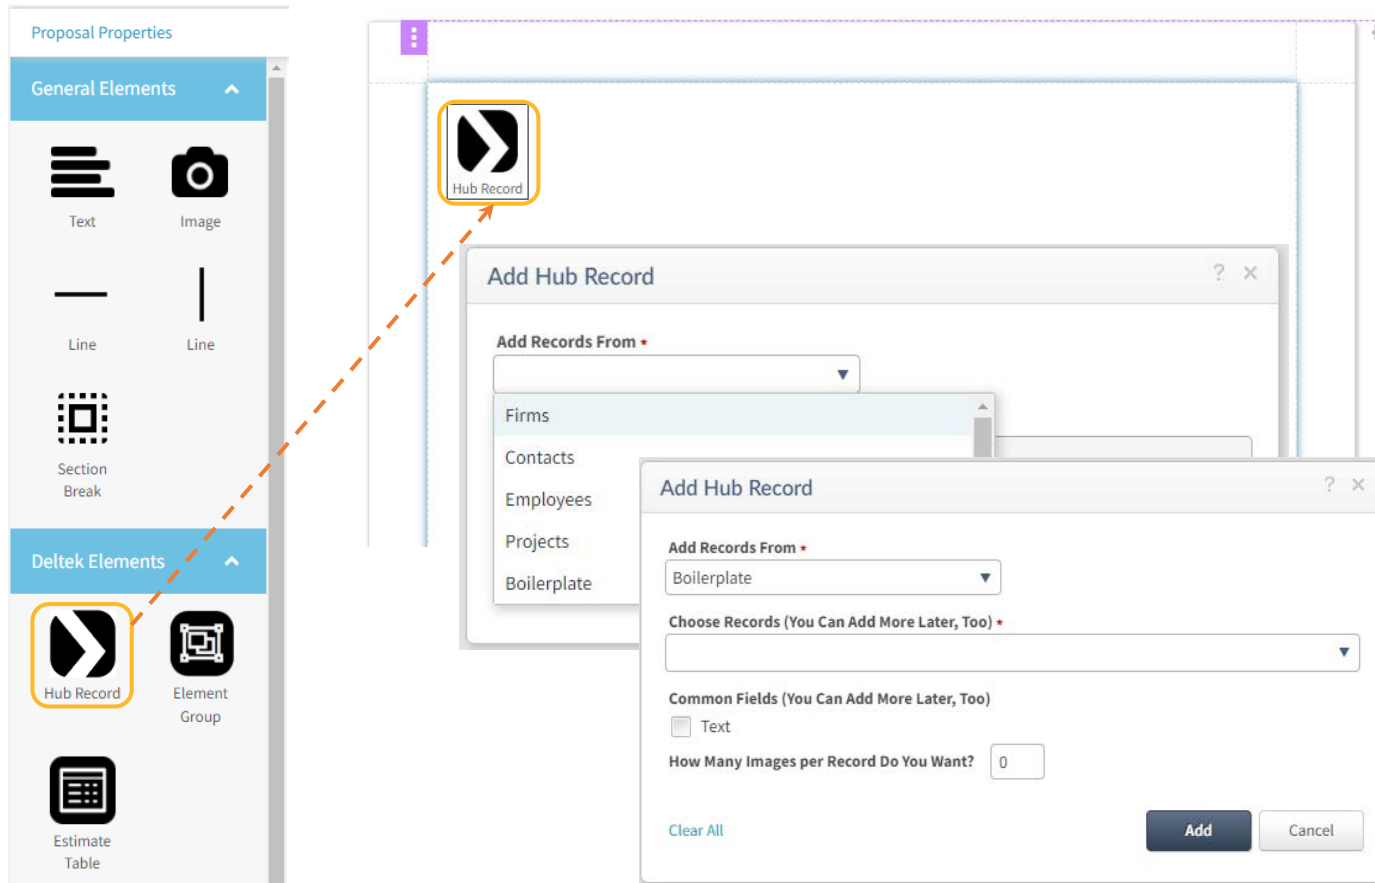 Proposal Properties
General Elements
Text
Image
Line
Line
Section
Break
Deltek Elements
Hub Record
Element
Group
Estimate
Table
Hub Record
Add Hub Record
?
Add Records From *
Firms
Contacts
Employees
Projects
Boilerplate
Add Hub Record
?
Add Records From *
Boilerplate
Choose Records (You Can Add More Later, Too) *
Common Fields (You Can Add More Later, Too)
Text
How Many Images per Record Do You Want? 0
Clear All
Add
Cancel